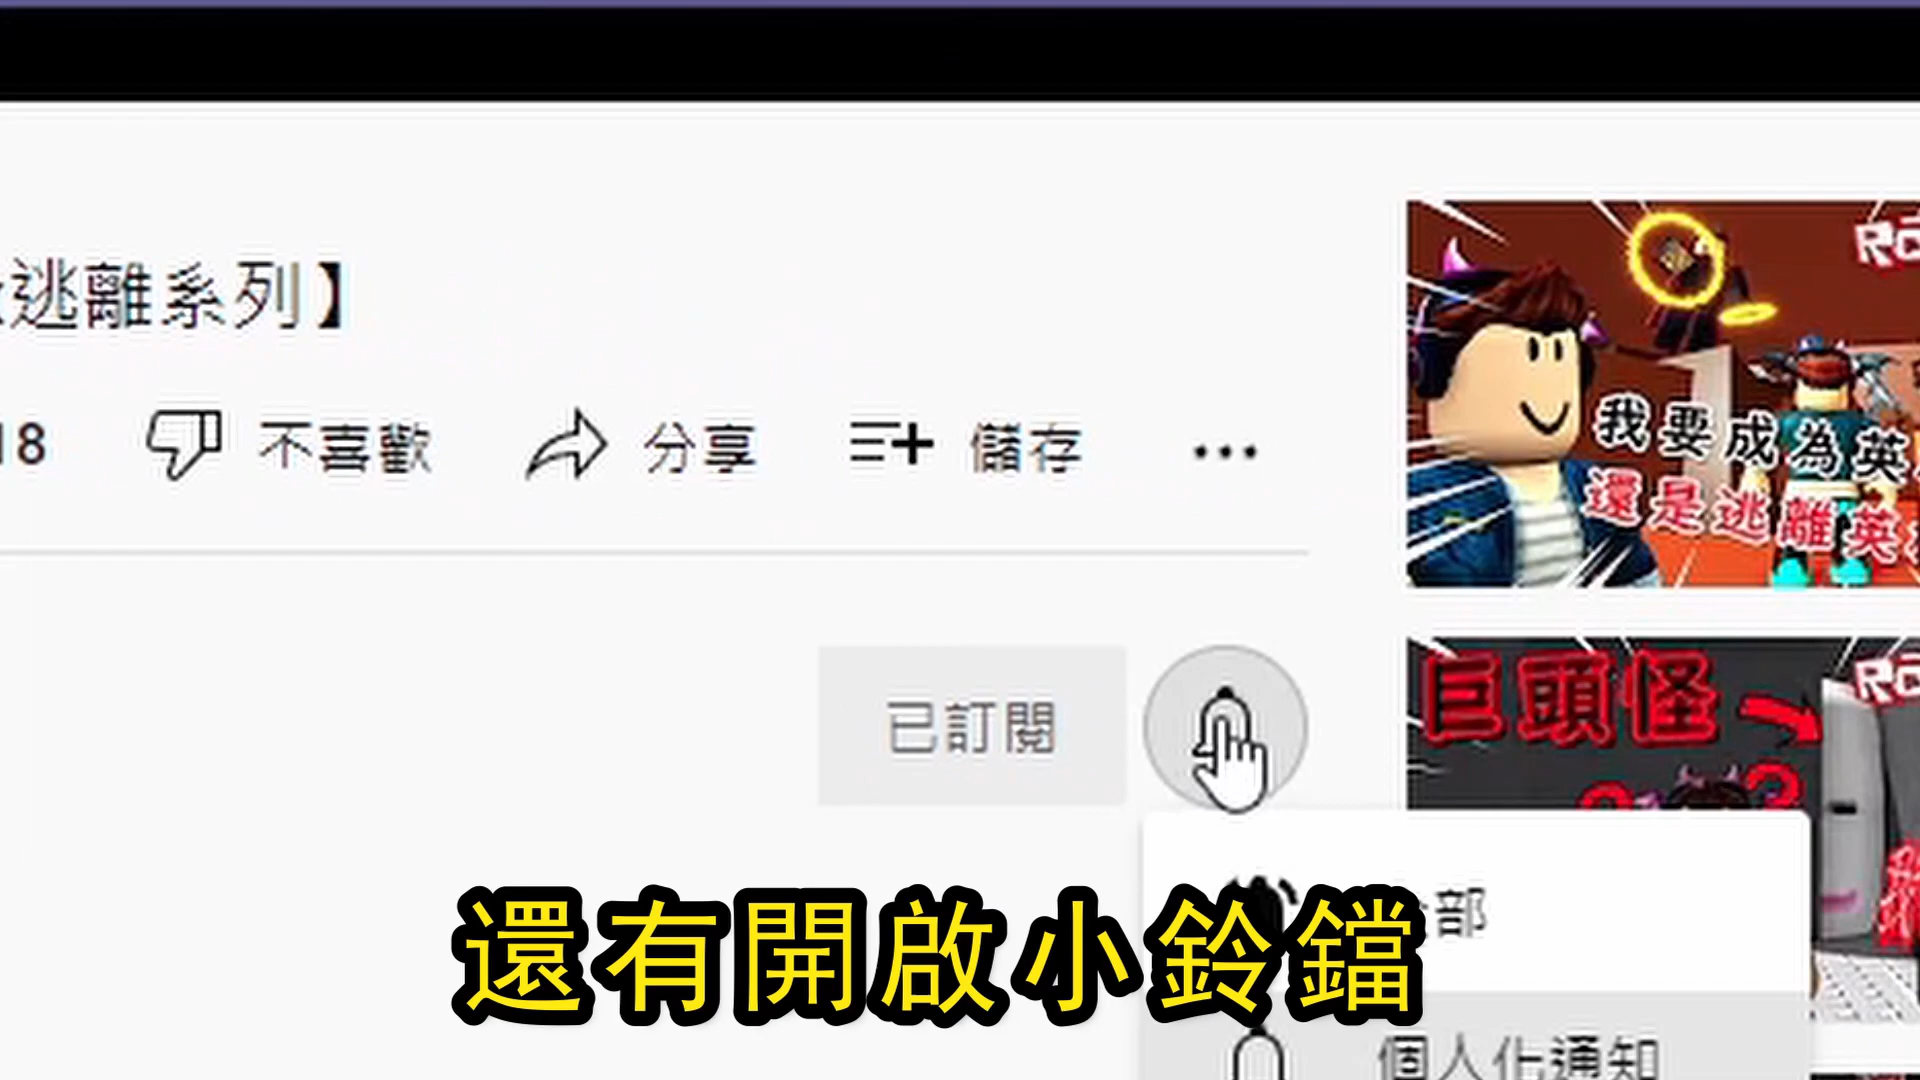 逃離系列】
18
不喜歡
分享
儲存
我要成為英
還是逃離英
已訂閱
巨頭怪
部
還有開啟小鈴鐺
個人化通知